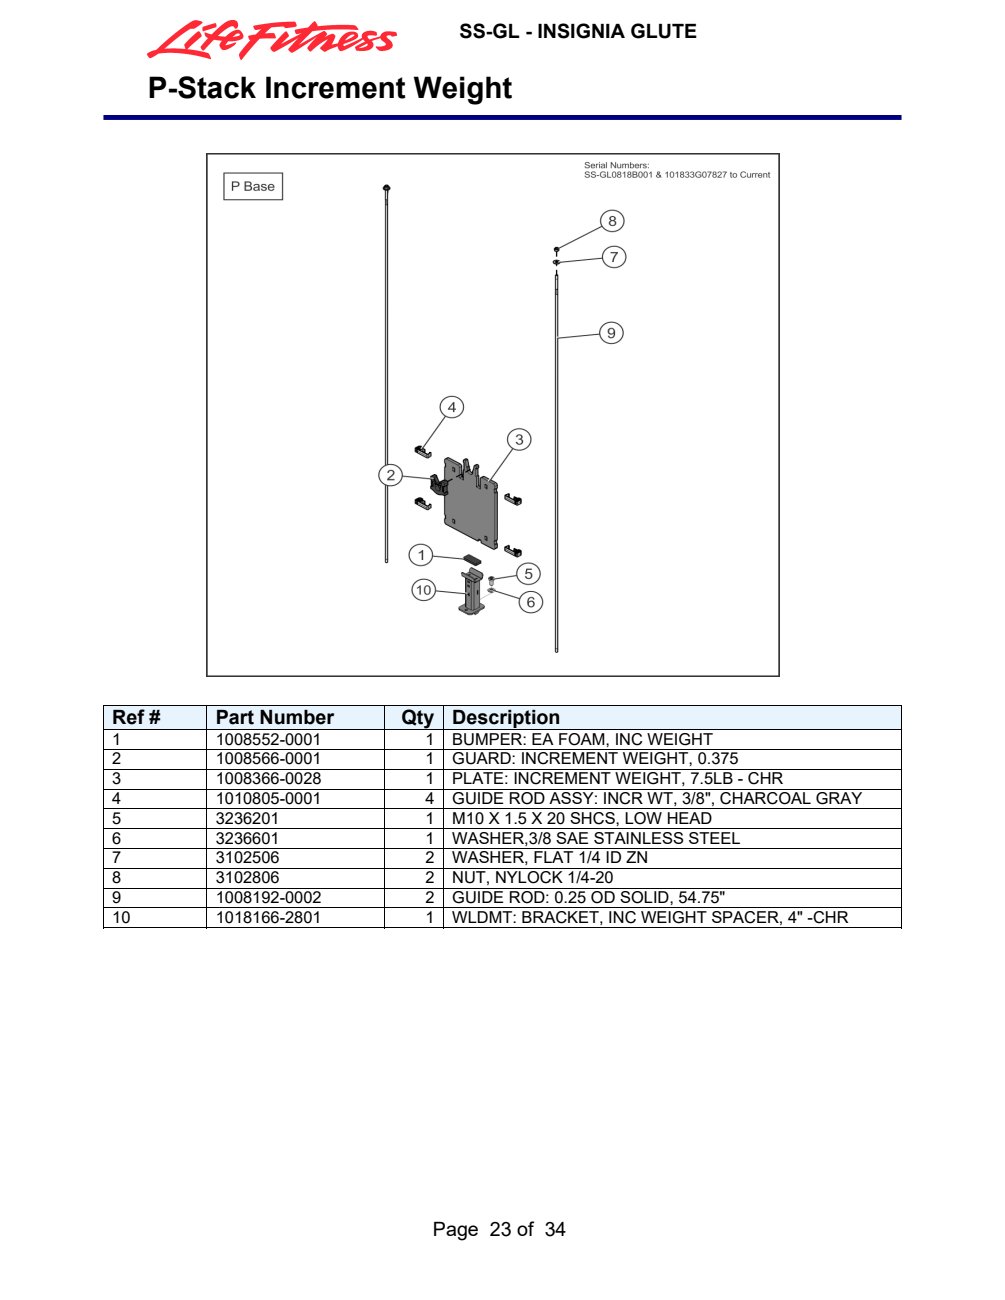 Life Fitness
SS-GL - INSIGNIA GLUTE
P-Stack Increment Weight
Serial Numbers:
SS-GL0818B001 & 101833G07827 to Current
P Base
8
7
9
4
3
2
1
5
10
6
Ref # Part Number Qty Description
1 1008552-0001 1 BUMPER: EA FOAM, INC WEIGHT
2 1008566-0001 1 GUARD: INCREMENT WEIGHT, 0.375
3 1008366-0028 1 PLATE: INCREMENT WEIGHT, 7.5LB - CHR
4 1010805-0001 4 GUIDE ROD ASSY: INCR WT, 3/8", CHARCOAL GRAY
5 3236201 1 M10 X 1.5 X 20 SHCS, LOW HEAD
6 3236601 1 WASHER,3/8 SAE STAINLESS STEEL
7 3102506 2 WASHER, FLAT 1/4 ID ZN
8 3102806 2 NUT, NYLOCK 1/4-20
9 1008192-0002 2 GUIDE ROD: 0.25 OD SOLID, 54.75"
10 1018166-2801 1 WLDMT: BRACKET, INC WEIGHT SPACER, 4" -CHR
Page 23 of 34